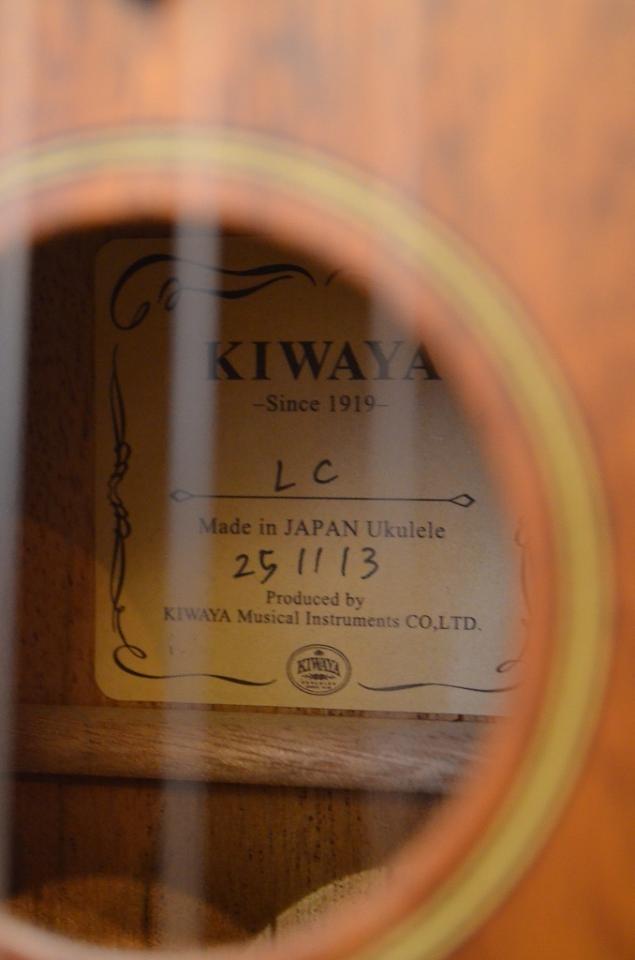 KIWAYA
–Since 1919–
LC
Made in JAPAN Ukulele
251113
Produced by
KIWAYA Musical Instruments CO,LTD.
KIWAYA